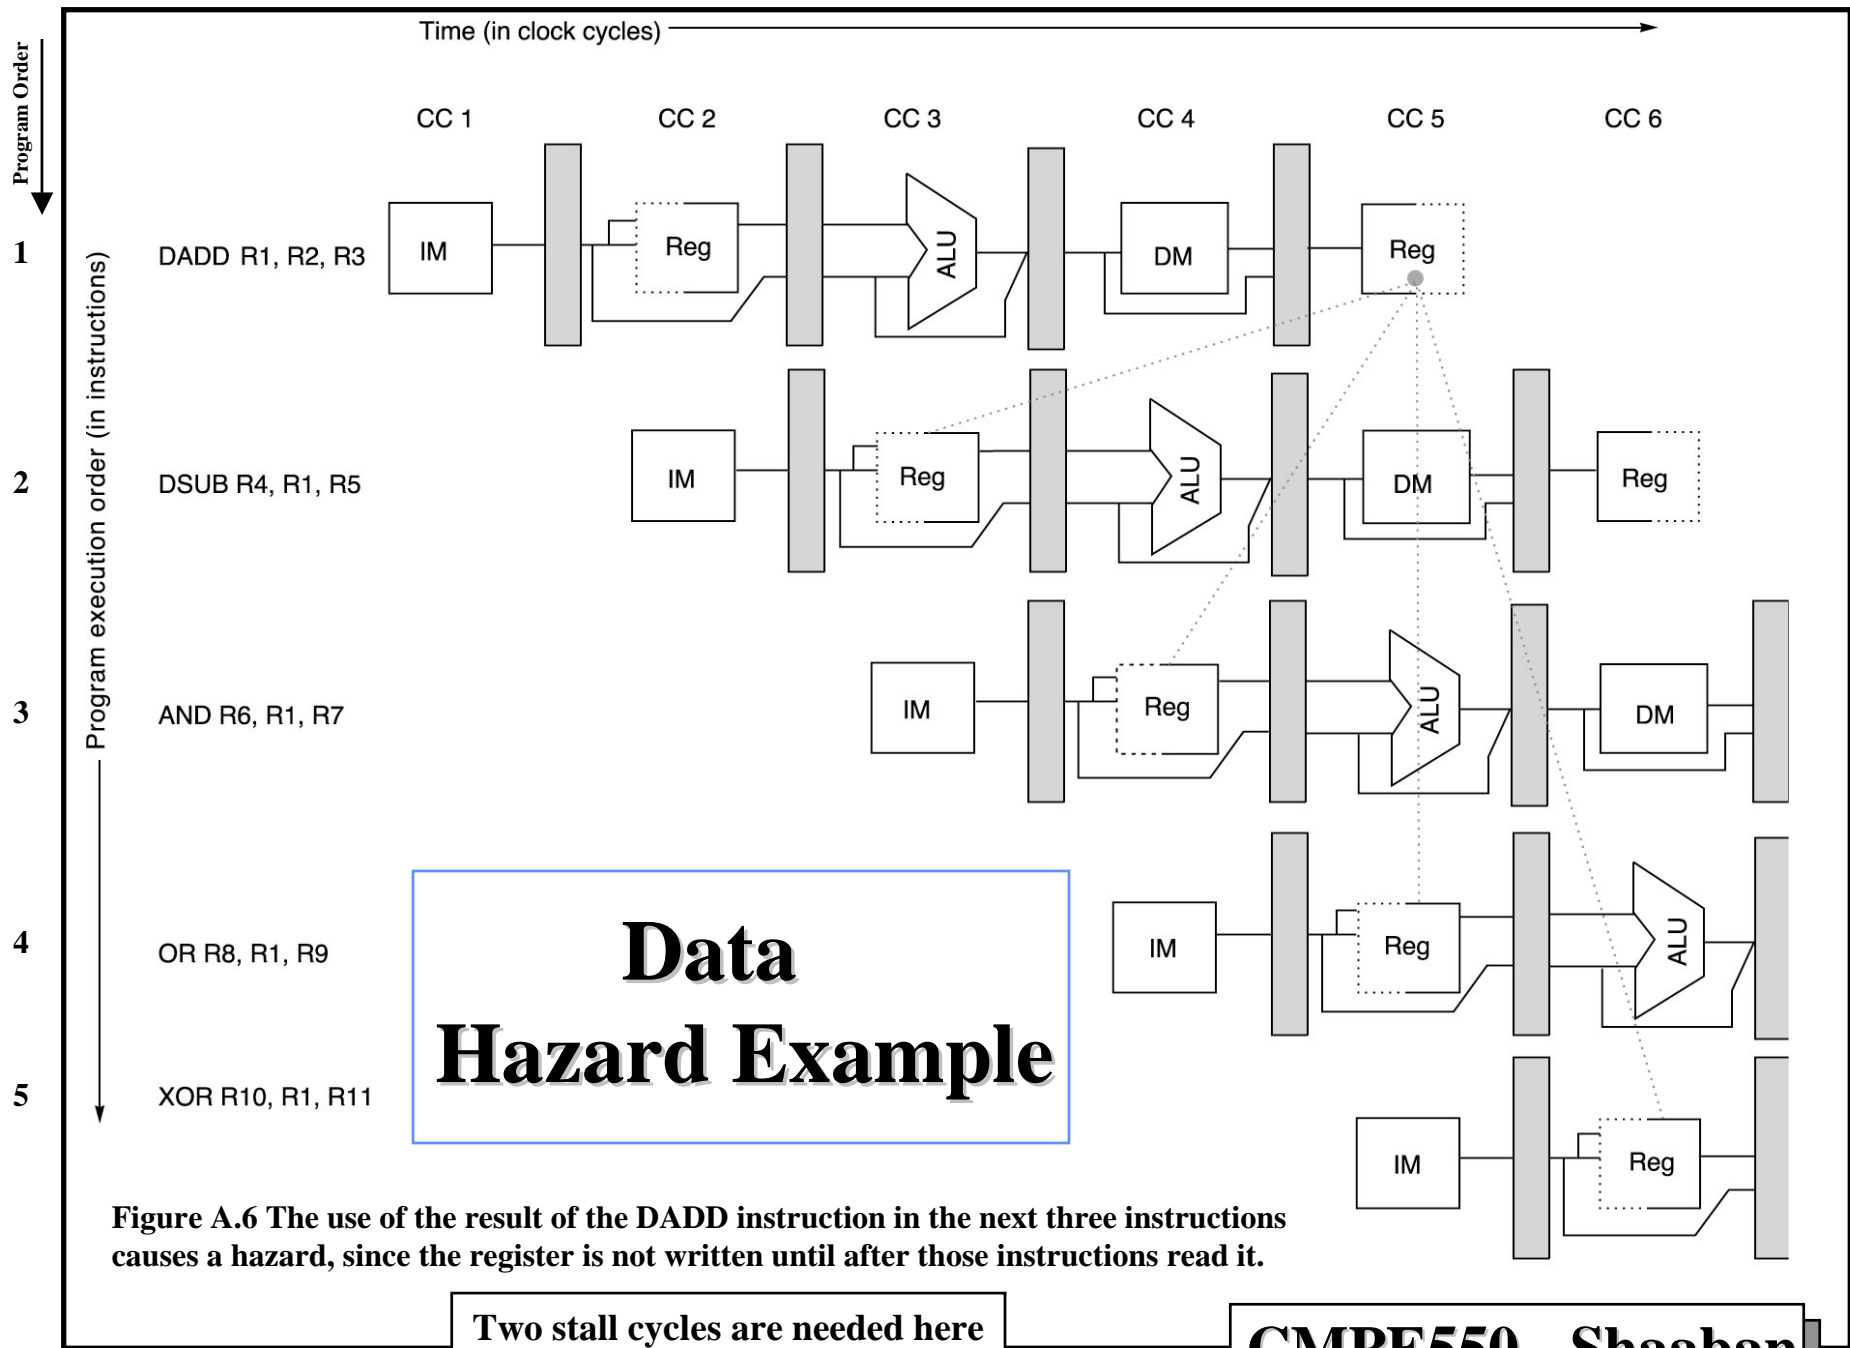 Time (in clock cycles)
Program Order
CC 1 CC 2 CC 3 CC 4 CC 5 CC 6
Program execution order (in instructions)
1 DADD R1, R2, R3 IM Reg ALU DM Reg
2 DSUB R4, R1, R5 IM Reg ALU DM Reg
3 AND R6, R1, R7 IM Reg ALU DM
4 OR R8, R1, R9 IM Reg ALU
Data
Hazard Example
5 XOR R10, R1, R11 IM Reg
Figure A.6 The use of the result of the DADD instruction in the next three instructions
causes a hazard, since the register is not written until after those instructions read it.
Two stall cycles are needed here
CMPE550 - Shaaban